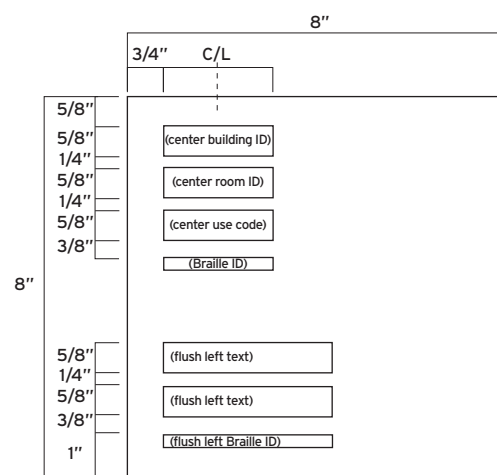 8"
3/4" C/L
5/8"
5/8" (center building ID)
1/4"
5/8" (center room ID)
1/4"
5/8" (center use code)
3/8"
(Braille ID)
8"
5/8" (flush left text)
1/4"
5/8" (flush left text)
3/8"
(flush left Braille ID)
1"